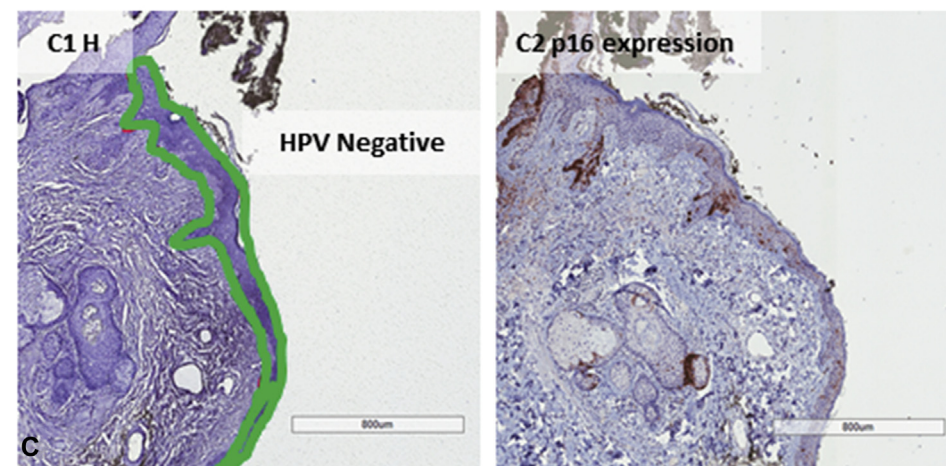 C1 H
HPV Negative
800um
C
C2 p16 expression
800um